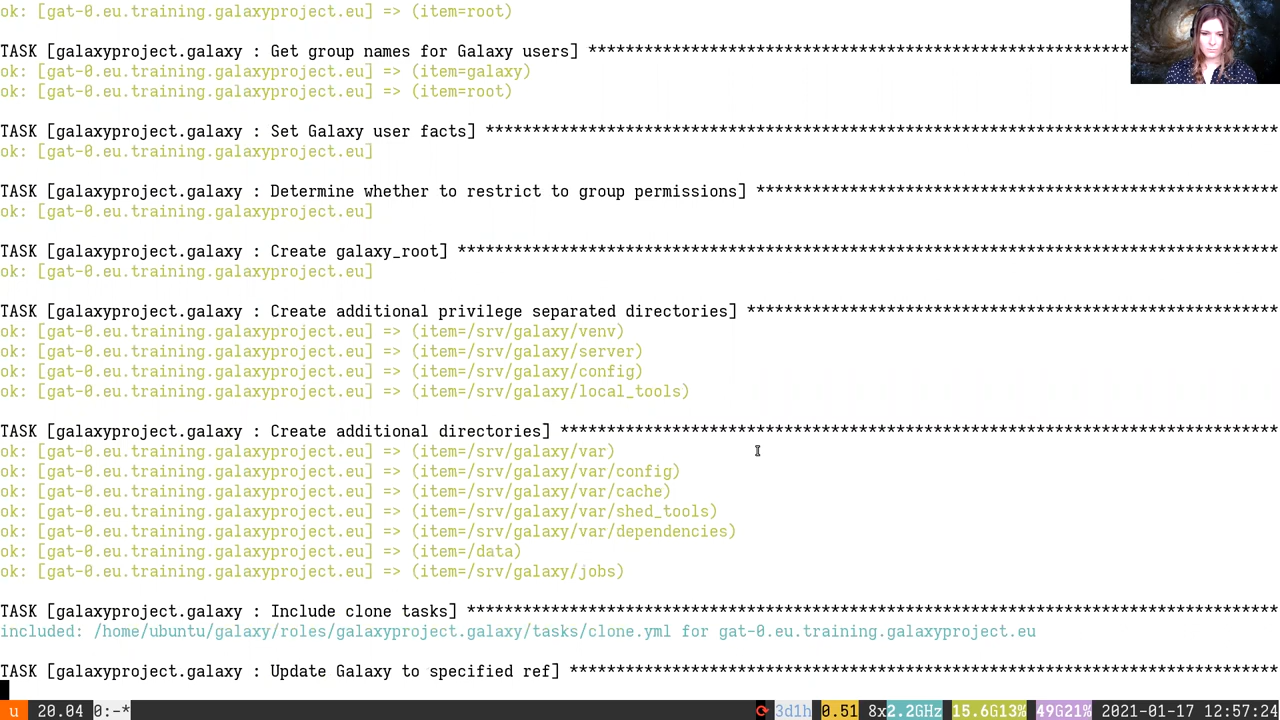 ok: [gat-0.eu.training.galaxyproject.eu] => (item=root)
TASK [galaxyproject.galaxy : Get group names for Galaxy users] **********************************************************
ok: [gat-0.eu.training.galaxyproject.eu] => (item=galaxy)
ok: [gat-0.eu.training.galaxyproject.eu] => (item=root)
TASK [galaxyproject.galaxy : Set Galaxy user facts] *************************************************************************************
ok: [gat-0.eu.training.galaxyproject.eu]
TASK [galaxyproject.galaxy : Determine whether to restrict to group permissions] ********************************************************
ok: [gat-0.eu.training.galaxyproject.eu]
TASK [galaxyproject.galaxy : Create galaxy_root] ****************************************************************************************
ok: [gat-0.eu.training.galaxyproject.eu]
TASK [galaxyproject.galaxy : Create additional privilege separated directories] *********************************************************
ok: [gat-0.eu.training.galaxyproject.eu] => (item=/srv/galaxy/venv)
ok: [gat-0.eu.training.galaxyproject.eu] => (item=/srv/galaxy/server)
ok: [gat-0.eu.training.galaxyproject.eu] => (item=/srv/galaxy/config)
ok: [gat-0.eu.training.galaxyproject.eu] => (item=/srv/galaxy/local_tools)
TASK [galaxyproject.galaxy : Create additional directories] *****************************************************************************
ok: [gat-0.eu.training.galaxyproject.eu] => (item=/srv/galaxy/var)
ok: [gat-0.eu.training.galaxyproject.eu] => (item=/srv/galaxy/var/config)
ok: [gat-0.eu.training.galaxyproject.eu] => (item=/srv/galaxy/var/cache)
ok: [gat-0.eu.training.galaxyproject.eu] => (item=/srv/galaxy/var/shed_tools)
ok: [gat-0.eu.training.galaxyproject.eu] => (item=/srv/galaxy/var/dependencies)
ok: [gat-0.eu.training.galaxyproject.eu] => (item=/data)
ok: [gat-0.eu.training.galaxyproject.eu] => (item=/srv/galaxy/jobs)
TASK [galaxyproject.galaxy : Include clone tasks] ***************************************************************************************
included: /home/ubuntu/galaxy/roles/galaxyproject.galaxy/tasks/clone.yml for gat-0.eu.training.galaxyproject.eu
TASK [galaxyproject.galaxy : Update Galaxy to specified ref] ****************************************************************************
u 20.04 0:-* ⟳ 3d1h 0.51 8x2.2GHz 15.6G13% 49G21% 2021-01-17 12:57:24